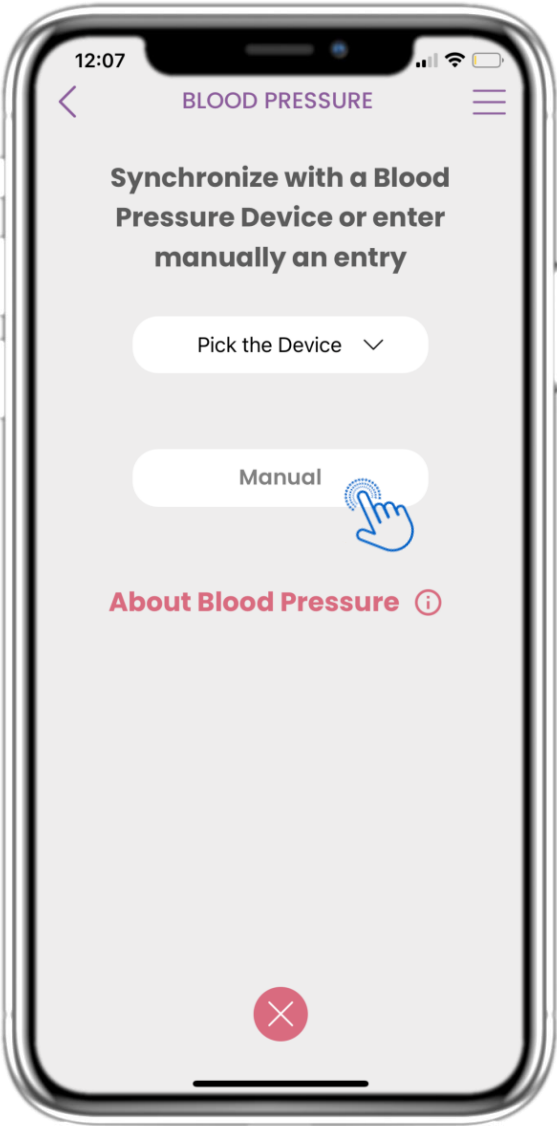 12:07
BLOOD PRESSURE
Synchronize with a Blood
Pressure Device or enter
manually an entry
Pick the Device
Manual
About Blood Pressure